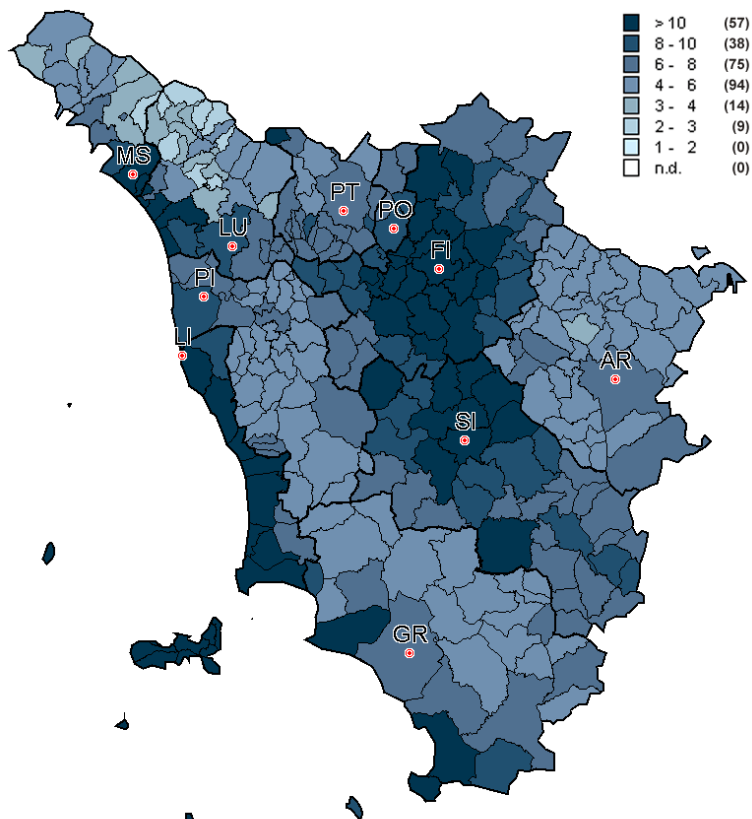 > 10 (57)
8 - 10 (38)
6 - 8 (75)
4 - 6 (94)
3 - 4 (14)
2 - 3 (9)
1 - 2 (0)
n.d. (0)
MS
PT
PO
LU
FI
PI
LI
AR
SI
GR